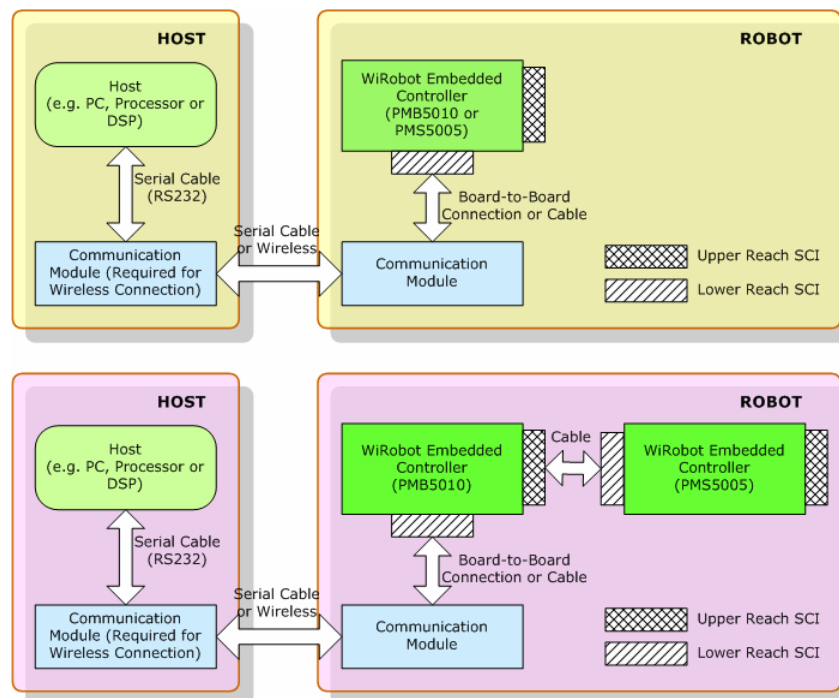 HOST
Host
(e.g. PC, Processor or
DSP)
Serial Cable
(RS232)
Communication
Module (Required for
Wireless Connection)
Serial Cable
or Wireless
ROBOT
WiRobot Embedded
Controller
(PMB5010 or
PMS5005)
Board-to-Board
Connection or Cable
Communication
Module
Upper Reach SCI
Lower Reach SCI
HOST
Host
(e.g. PC, Processor or
DSP)
Serial Cable
(RS232)
Communication
Module (Required for
Wireless Connection)
Serial Cable
or Wireless
ROBOT
WiRobot Embedded
Controller
(PMB5010)
Cable
WiRobot Embedded
Controller
(PMS5005)
Board-to-Board
Connection or Cable
Communication
Module
Upper Reach SCI
Lower Reach SCI